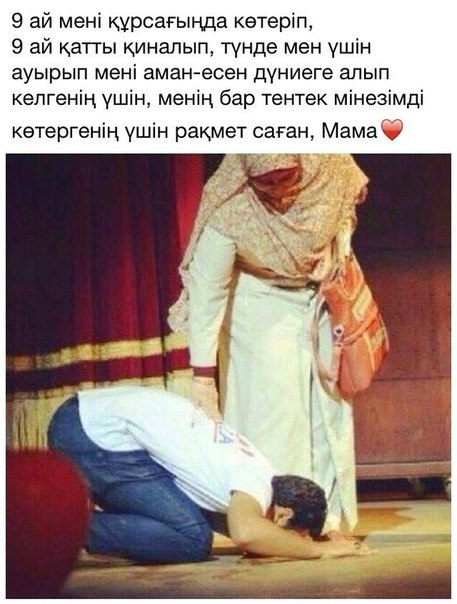 9 ай мені құрсағыңда көтеріп,
9 ай қатты қиналып, түнде мен үшін
ауырып мені аман-есен дүниеге алып
келгенің үшін, менің бар тентек мінезімді
көтергенің үшін рақмет саған, Мама❤️